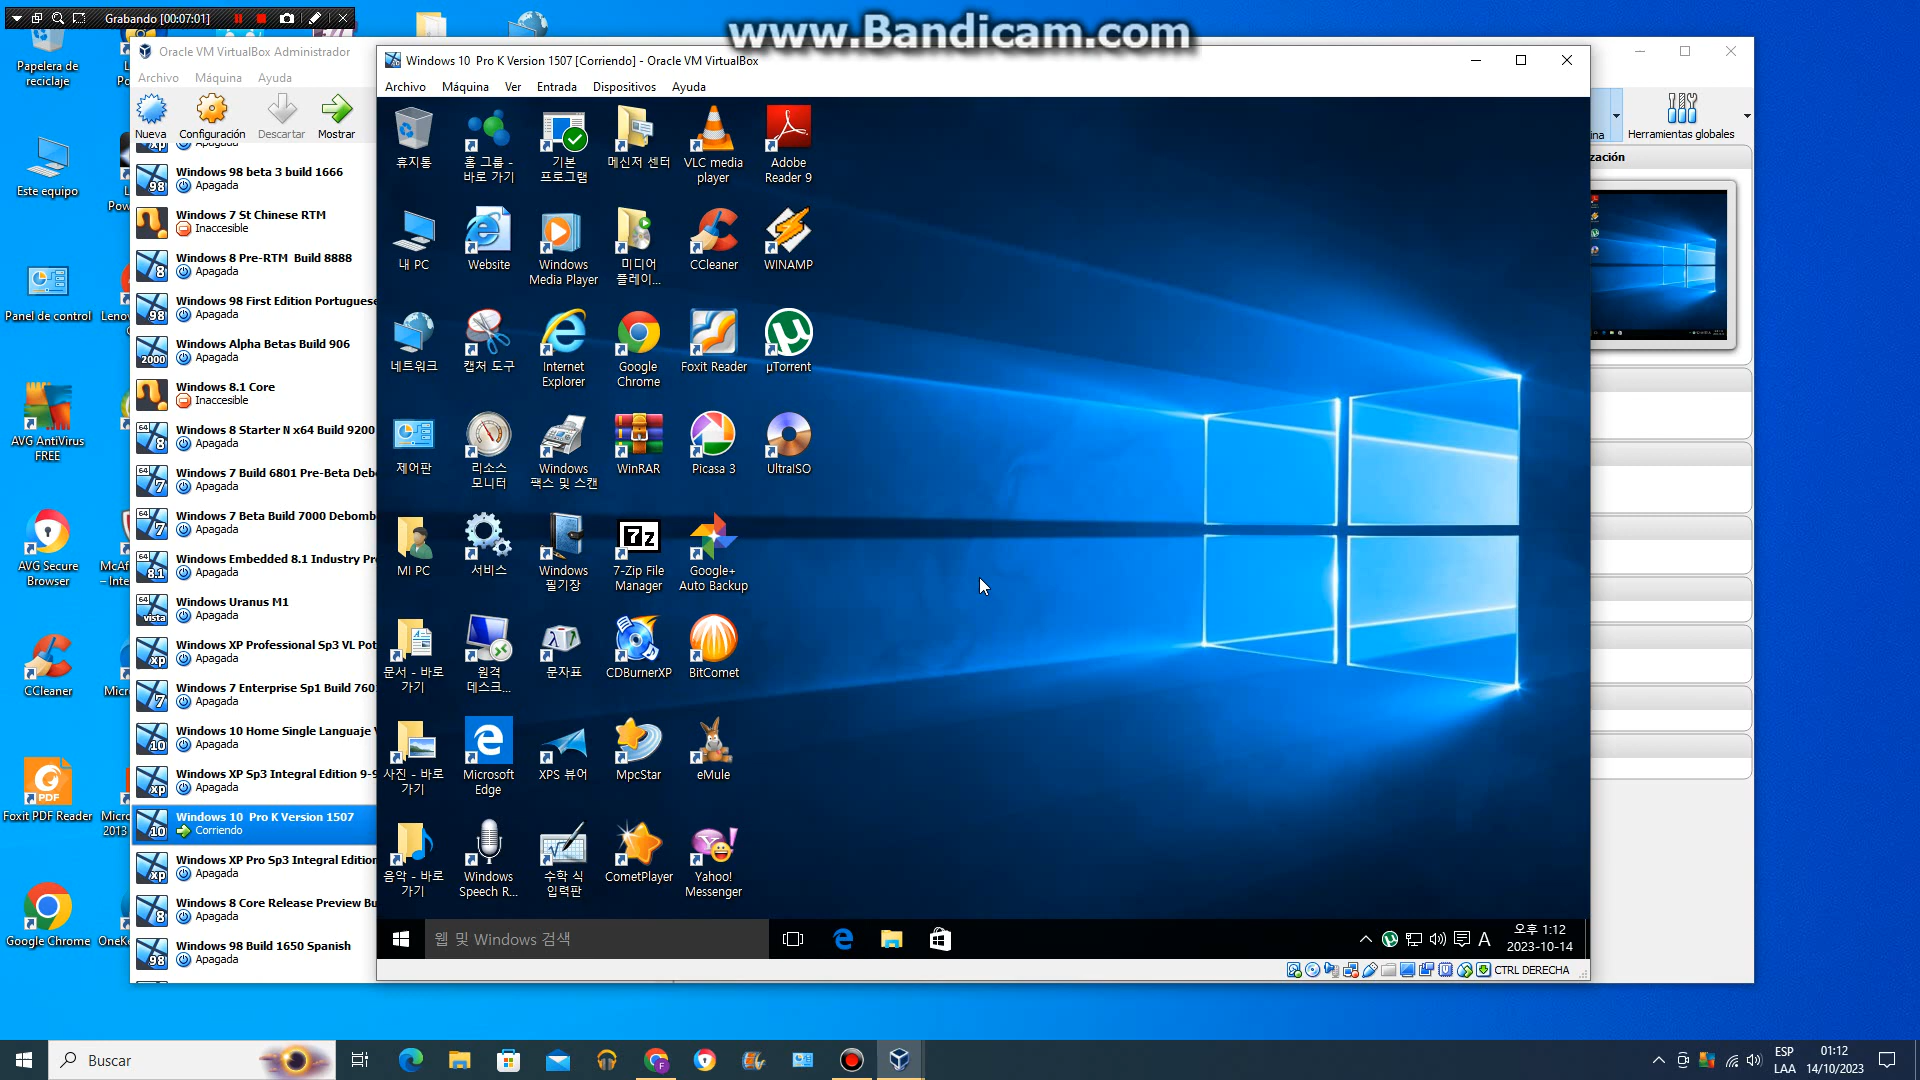 Grabando [00:07:01]
www.Bandicam.com
Papelera de
reciclaje
Este equipo
Panel de control
AVG AntiVirus
FREE
AVG Secure
Browser
CCleaner
Foxit PDF Reader
Google Chrome
Oracle VM VirtualBox Administrador
Archivo
Máquina
Ayuda
Nueva
Configuración
Descartar
Mostrar
Apagada
Windows 98 beta 3 build 1666
Apagada
Windows 7 St Chinese RTM
Inaccesible
Windows 8 Pre-RTM Build 8888
Apagada
Windows 98 First Edition Portuguese
Apagada
Windows Alpha Betas Build 906
Apagada
Windows 8.1 Core
Inaccesible
Windows 8 Starter N x64 Build 9200
Apagada
Windows 7 Build 6801 Pre-Beta Deb
Apagada
Windows 7 Beta Build 7000 Debomb
Apagada
Windows Embedded 8.1 Industry Pr
Apagada
Windows Uranus M1
Apagada
Windows XP Professional Sp3 VL Pot
Apagada
Windows 7 Enterprise Sp1 Build 760
Apagada
Windows 10 Home Single Languaje
Apagada
Windows XP Sp3 Integral Edition 9-9
Apagada
Windows 10 Pro K Version 1507
Corriendo
Windows XP Pro Sp3 Integral Edition
Apagada
Windows 8 Core Release Preview Bu
Apagada
Windows 98 Build 1650 Spanish
Apagada
Windows 10 Pro K Version 1507 [Corriendo] - Oracle VM VirtualBox
Archivo
Máquina
Ver
Entrada
Dispositivos
Ayuda
휴지통
홈 그룹 -
바로 가기
기본
프로그램
메신저 센터
VLC media
player
Adobe
Reader 9
내 PC
Website
Windows
Media Player
미디어
플레이...
CCleaner
WINAMP
네트워크
캡처 도구
Internet
Explorer
Google
Chrome
Foxit Reader
µTorrent
제어판
리소스
모니터
Windows
팩스 및 스캔
WinRAR
Picasa 3
UltraISO
MI PC
서비스
Windows
필기장
7-Zip File
Manager
Google+
Auto Backup
문서 - 바로
가기
원격
데스크...
문자표
CDBurnerXP
BitComet
사진 - 바로
가기
Microsoft
Edge
XPS 뷰어
MpcStar
eMule
음악 - 바로
가기
Windows
Speech R...
수학 식
입력판
CometPlayer
Yahoo!
Messenger
웹 및 Windows 검색
A
오후 1:12
2023-10-14
CTRL DERECHA
ina
Herramientas globales
zación
Buscar
ESP
LAA
01:12
14/10/2023